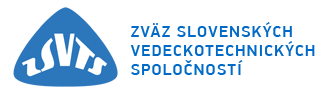 ZSVTS
ZVÄZ SLOVENSKÝCH
VEDECKOTECHNICKÝCH
SPOLOČNOSTÍ